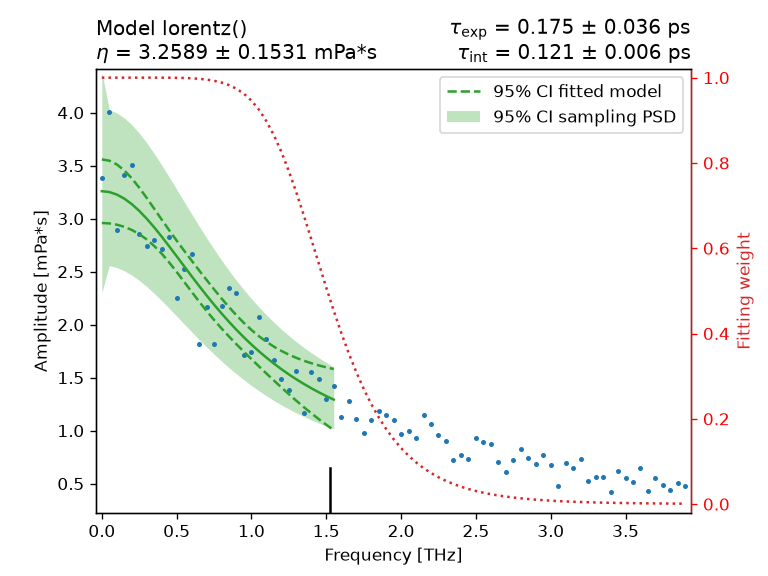 Model lorentz()
η = 3.2589 ± 0.1531 mPa*s
τexp = 0.175 ± 0.036 ps
τint = 0.121 ± 0.006 ps
95% CI fitted model
95% CI sampling PSD
Amplitude [mPa*s]
4.0
3.5
3.0
2.5
2.0
1.5
1.0
0.5
1.0
0.8
0.6
0.4
0.2
0.0
Fitting weight
0.0 0.5 1.0 1.5 2.0 2.5 3.0 3.5
Frequency [THz]